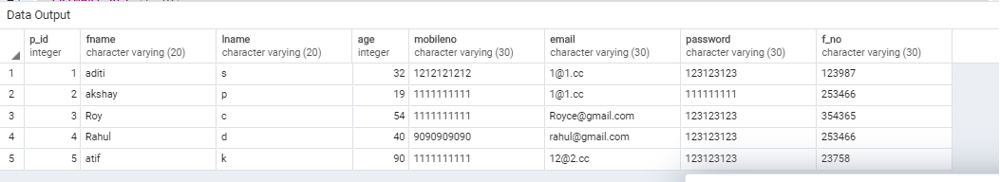 Data Output
p_id fname lname age mobileno email password f_no
integer character varying (20) character varying (20) integer character varying (30) character varying (30) character varying (30) character varying (30)
1 1 aditi s 32 1212121212 1@1.cc 123123123 123987
2 2 akshay p 19 1111111111 1@1.cc 111111111 253466
3 3 Roy c 54 1111111111 Royce@gmail.com 123123123 354365
4 4 Rahul d 40 9090909090 rahul@gmail.com 123123123 253466
5 5 atif k 90 1111111111 12@2.cc 123123123 23758